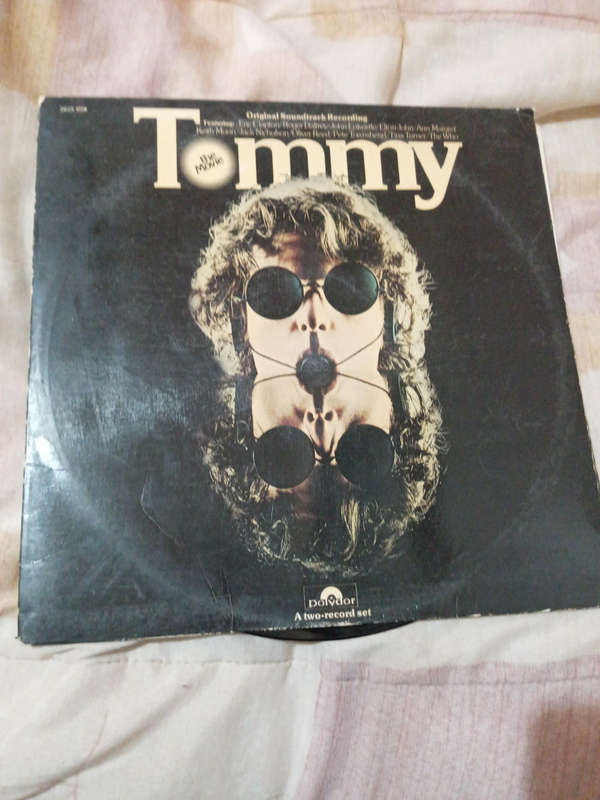 Original Soundtrack Recording
Featuring: Eric Clapton/Roger Daltrey/John Entwistle/Elton John/Ann-Margret
Keith Moon/Jack Nicholson/Oliver Reed/Pete Townshend/Tina Turner/The Who
Tommy
the
Movie
polydor
A two-record set